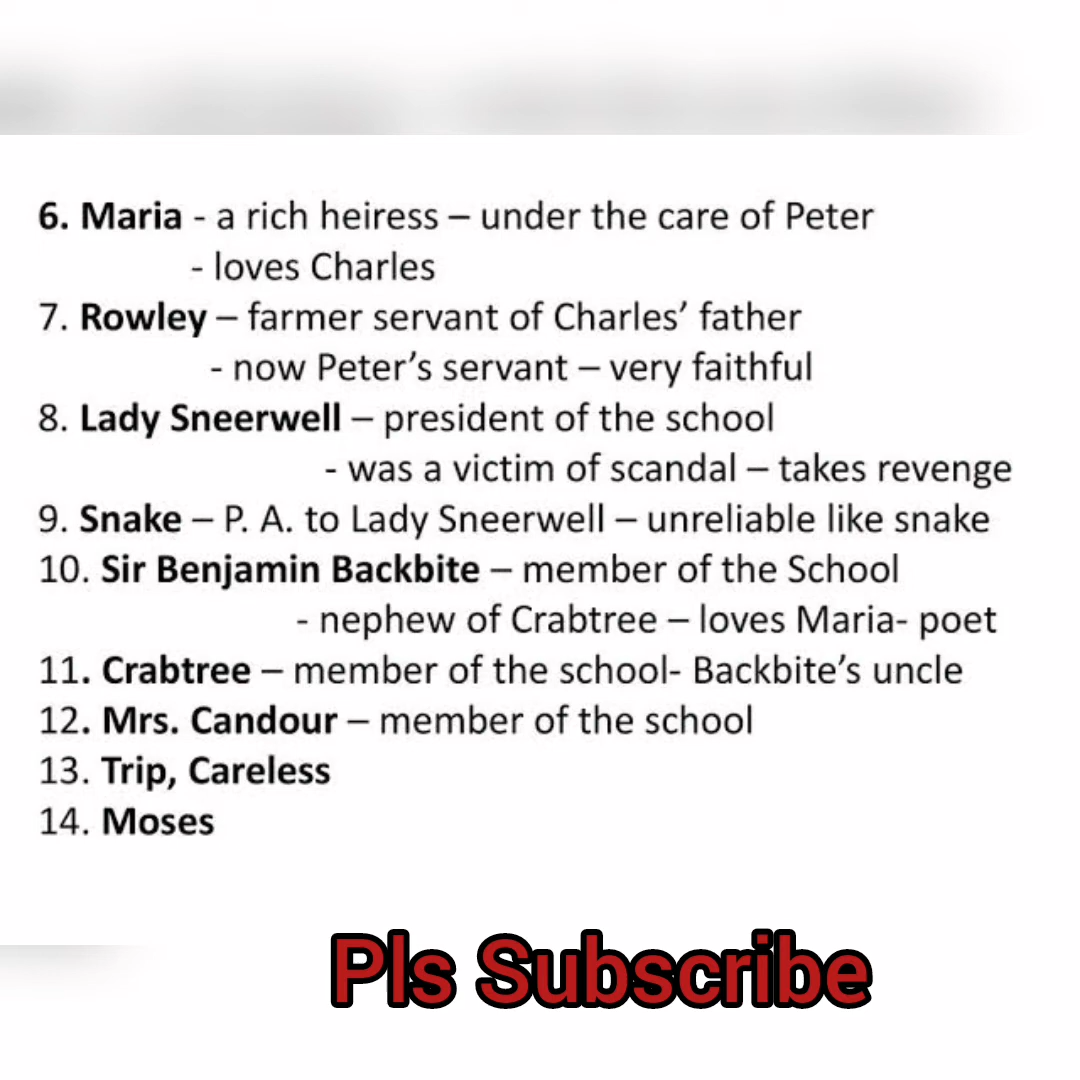 6. Maria - a rich heiress – under the care of Peter
- loves Charles
7. Rowley – farmer servant of Charles’ father
- now Peter’s servant – very faithful
8. Lady Sneerwell – president of the school
- was a victim of scandal – takes revenge
9. Snake – P. A. to Lady Sneerwell – unreliable like snake
10. Sir Benjamin Backbite – member of the School
- nephew of Crabtree – loves Maria- poet
11. Crabtree – member of the school- Backbite’s uncle
12. Mrs. Candour – member of the school
13. Trip, Careless
14. Moses
Pls Subscribe